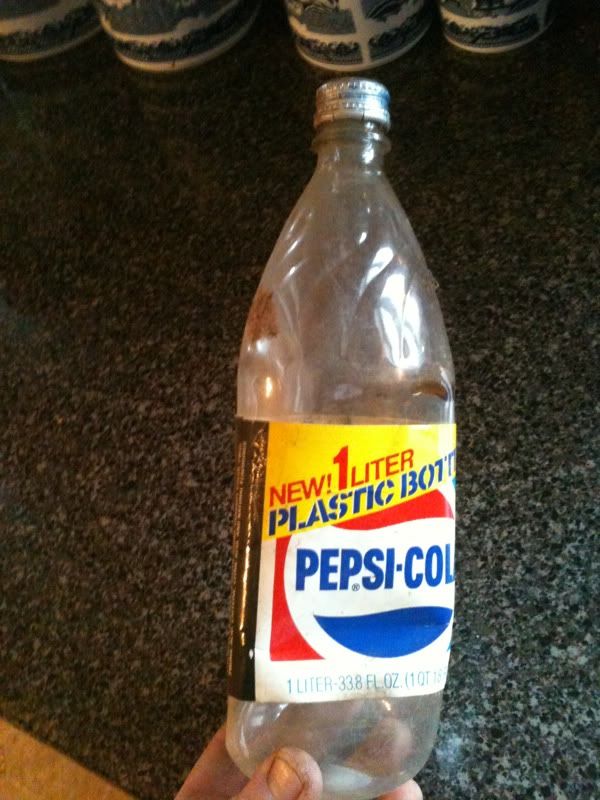 NEW! 1 LITER
PLASTIC BOTT
PEPSI-COL
®
1 LITER-33.8 FL.OZ. (1 QT 1.8